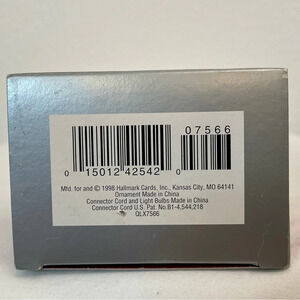 07566
0 15012 42542 0
Mfd. for and © 1998 Hallmark Cards, Inc., Kansas City, MO 64141
Ornament Made in China
Connector Cord and Light Bulbs Made in China
Connector Cord U.S. Pat. No.B1-4,544,218
QLX7566